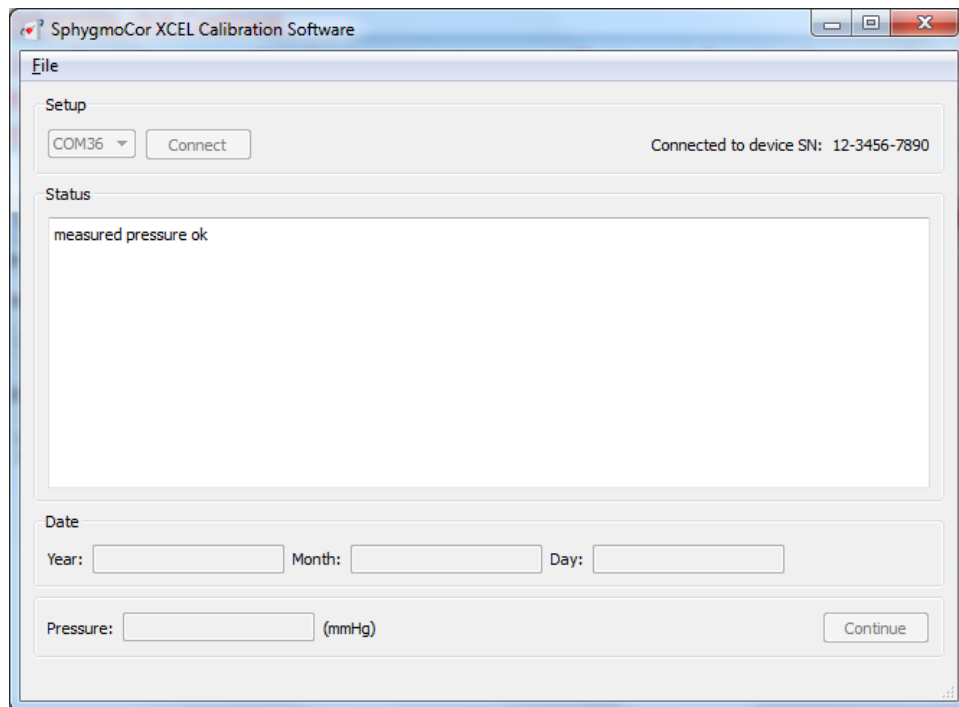 SphygmoCor XCEL Calibration Software
File
Setup
COM36 Connect Connected to device SN: 12-3456-7890
Status
measured pressure ok
Date
Year: Month: Day:
Pressure: (mmHg) Continue